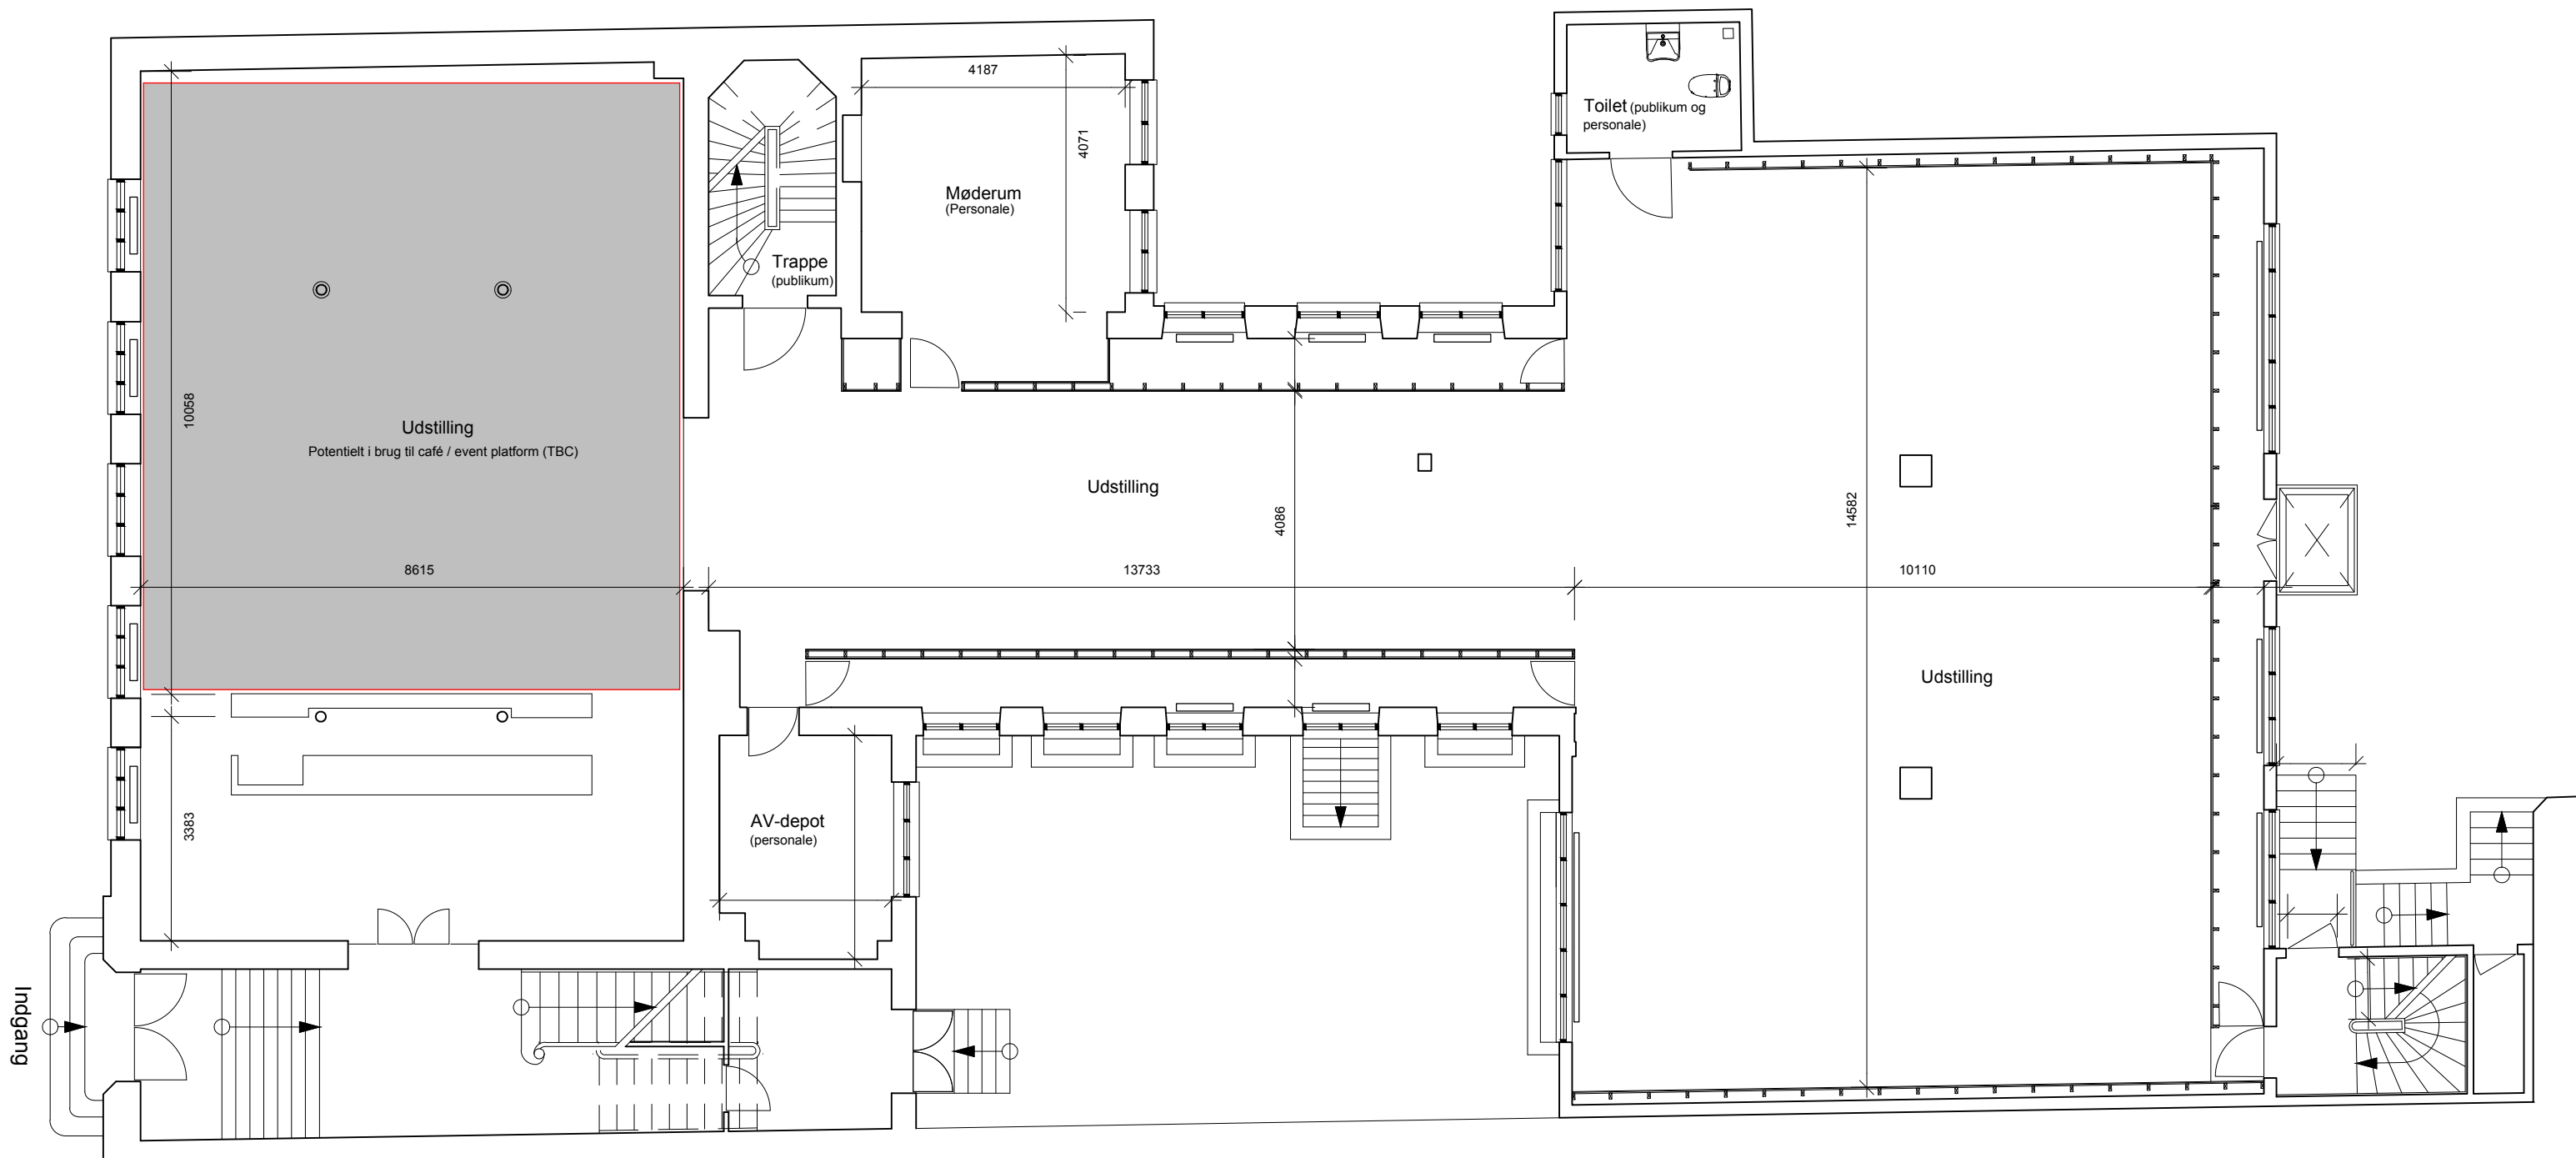 4187
4071
Toilet (publikum og
personale)
Møderum
(Personale)
Trappe
(publikum)
10058
Udstilling
Potentielt i brug til café / event platform (TBC)
Udstilling
4086
14582
8615
13733
10110
Udstilling
3383
AV-depot
(personale)
Indgang